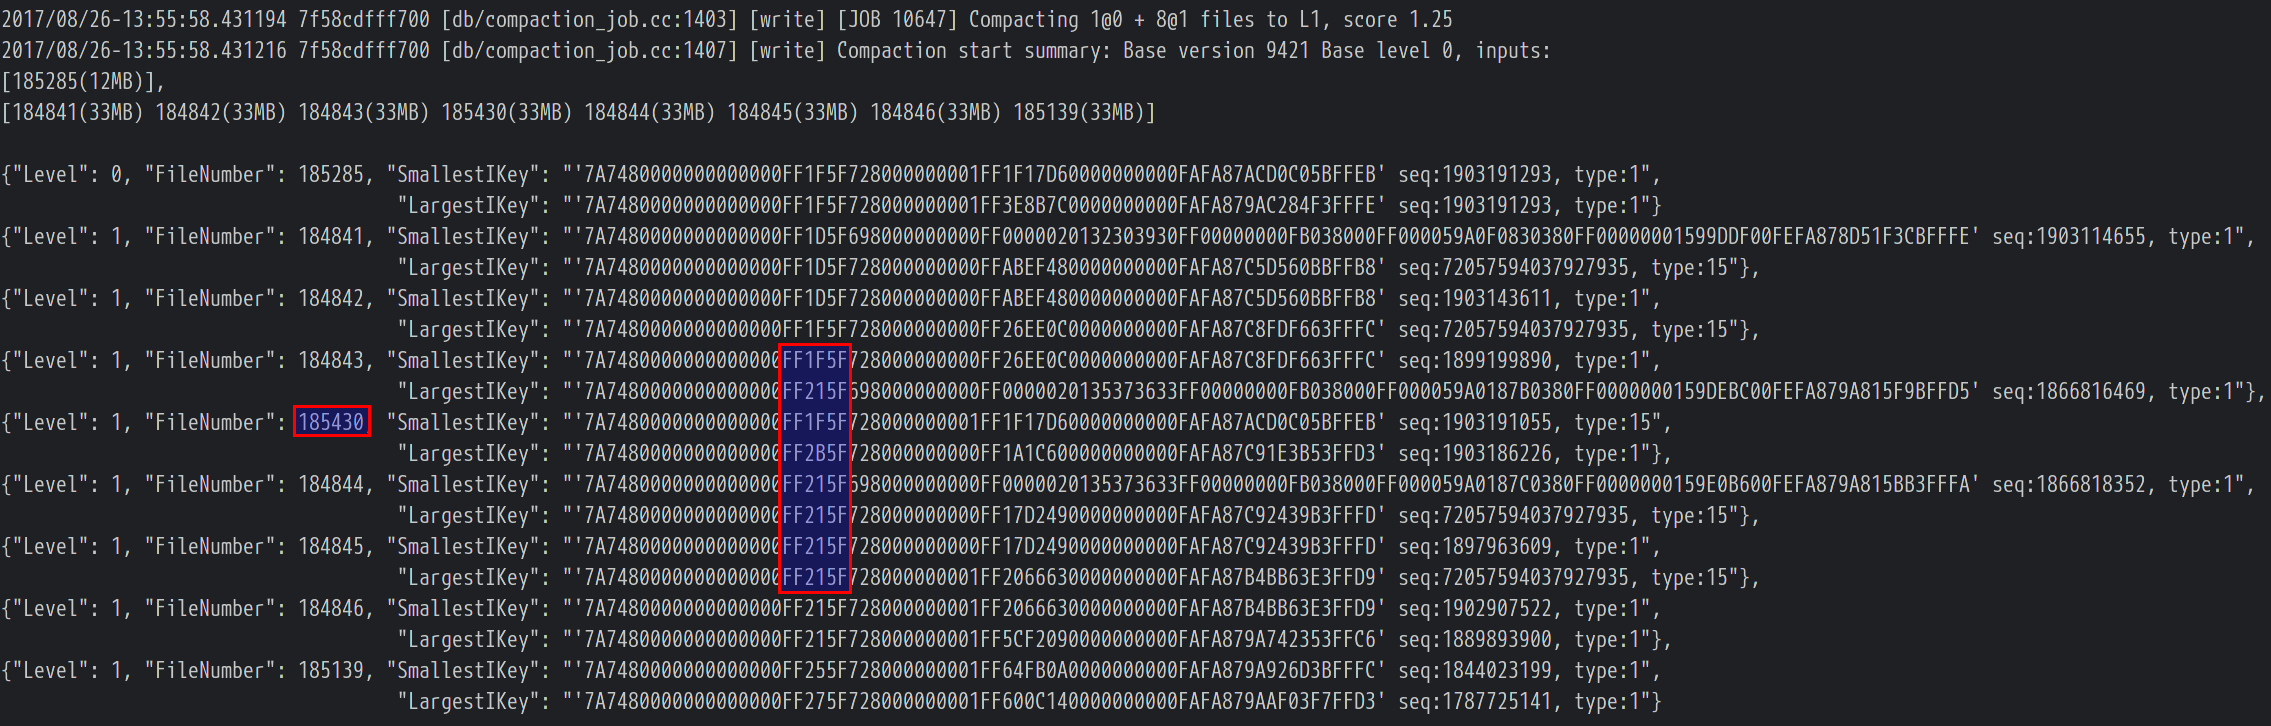 2017/08/26-13:55:58.431194 7f58cdfff700 [db/compaction_job.cc:1403] [write] [JOB 10647] Compacting 1@0 + 8@1 files to L1, score 1.25
2017/08/26-13:55:58.431216 7f58cdfff700 [db/compaction_job.cc:1407] [write] Compaction start summary: Base version 9421 Base level 0, inputs:
[185285(12MB)],
[184841(33MB) 184842(33MB) 184843(33MB) 185430(33MB) 184844(33MB) 184845(33MB) 184846(33MB) 185139(33MB)]
{"Level": 0, "FileNumber": 185285, "SmallestIKey": "'7A7480000000000000FF1F5F728000000001FF1F17D60000000000FAFA87ACD0C05BFFEB' seq:1903191293, type:1",
"LargestIKey": "'7A7480000000000000FF1F5F728000000001FF3E8B7C0000000000FAFA879AC284F3FFFE' seq:1903191293, type:1"}
{"Level": 1, "FileNumber": 184841, "SmallestIKey": "'7A7480000000000000FF1D5F698000000000FF0000020132303930FF00000000FB038000FF000059A0F0830380FF00000001599DDF00FEFA878D51F3CBFFFE' seq:1903114655, type:1",
"LargestIKey": "'7A7480000000000000FF1D5F728000000000FFABEF480000000000FAFA87C5D560BBFFB8' seq:72057594037927935, type:15"},
{"Level": 1, "FileNumber": 184842, "SmallestIKey": "'7A7480000000000000FF1D5F728000000000FFABEF480000000000FAFA87C5D560BBFFB8' seq:1903143611, type:1",
"LargestIKey": "'7A7480000000000000FF1F5F728000000000FF26EE0C0000000000FAFA87C8FDF663FFFC' seq:72057594037927935, type:15"},
{"Level": 1, "FileNumber": 184843, "SmallestIKey": "'7A7480000000000000FF1F5F728000000000FF26EE0C0000000000FAFA87C8FDF663FFFC' seq:1899199890, type:1",
"LargestIKey": "'7A7480000000000000FF215F698000000000FF0000020135373633FF00000000FB038000FF000059A0187B0380FF0000000159DEBC00FEFA879A815F9BFFD5' seq:1866816469, type:1"},
{"Level": 1, "FileNumber": 185430, "SmallestIKey": "'7A7480000000000000FF1F5F728000000001FF1F17D60000000000FAFA87ACD0C05BFFEB' seq:1903191055, type:15",
"LargestIKey": "'7A7480000000000000FF2B5F728000000000FF1A1C600000000000FAFA87C91E3B53FFD3' seq:1903186226, type:1"},
{"Level": 1, "FileNumber": 184844, "SmallestIKey": "'7A7480000000000000FF215F698000000000FF0000020135373633FF00000000FB038000FF000059A0187C0380FF0000000159E0B600FEFA879A815BB3FFFA' seq:1866818352, type:1",
"LargestIKey": "'7A7480000000000000FF215F728000000000FF17D2490000000000FAFA87C92439B3FFFD' seq:72057594037927935, type:15"},
{"Level": 1, "FileNumber": 184845, "SmallestIKey": "'7A7480000000000000FF215F728000000000FF17D2490000000000FAFA87C92439B3FFFD' seq:1897963609, type:1",
"LargestIKey": "'7A7480000000000000FF215F728000000001FF2066630000000000FAFA87B4BB63E3FFD9' seq:72057594037927935, type:15"},
{"Level": 1, "FileNumber": 184846, "SmallestIKey": "'7A7480000000000000FF215F728000000001FF2066630000000000FAFA87B4BB63E3FFD9' seq:1902907522, type:1",
"LargestIKey": "'7A7480000000000000FF215F728000000001FF5CF2090000000000FAFA879A742353FFC6' seq:1889893900, type:1"},
{"Level": 1, "FileNumber": 185139, "SmallestIKey": "'7A7480000000000000FF255F728000000001FF64FB0A0000000000FAFA879A926D3BFFFC' seq:1844023199, type:1",
"LargestIKey": "'7A7480000000000000FF275F728000000001FF600C140000000000FAFA879AAF03F7FFD3' seq:1787725141, type:1"}